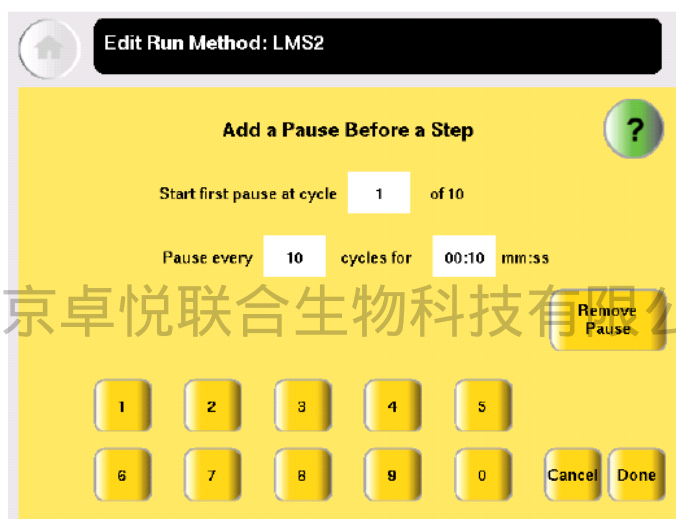 Edit Run Method: LMS2
Add a Pause Before a Step
?
Start first pause at cycle 1 of 10
Pause every 10 cycles for 00:10 mm:ss
京卓悦联合生物科技有限公
Remove
Pause
1 2 3 4 5
6 7 8 9 0 Cancel Done